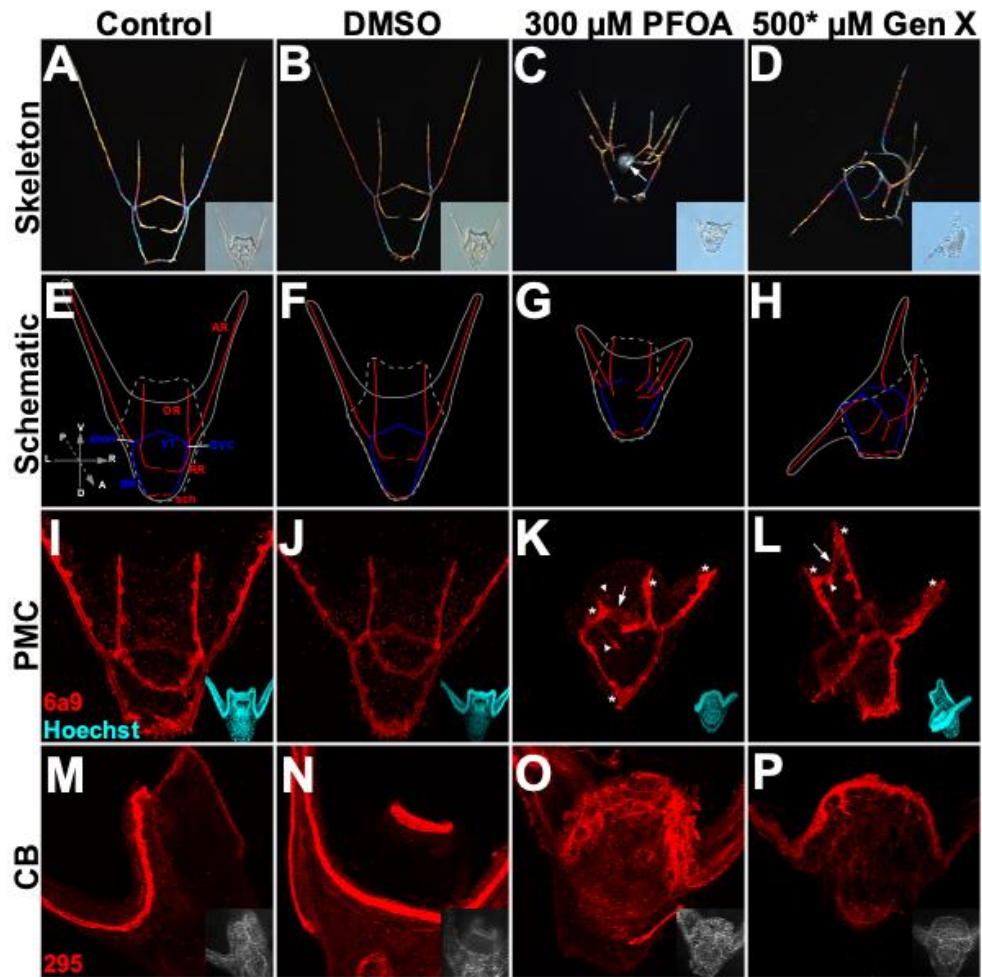 Control DMSO 300 µM PFOA 500* µM Gen X
Skeleton A B C D
Schematic E F G H
AR
OR
VT DVC
RR
Sch
P V
L R
D A
PMC I J K L
* * * *
* * *
6a9
Hoechst
CB M N O P
295